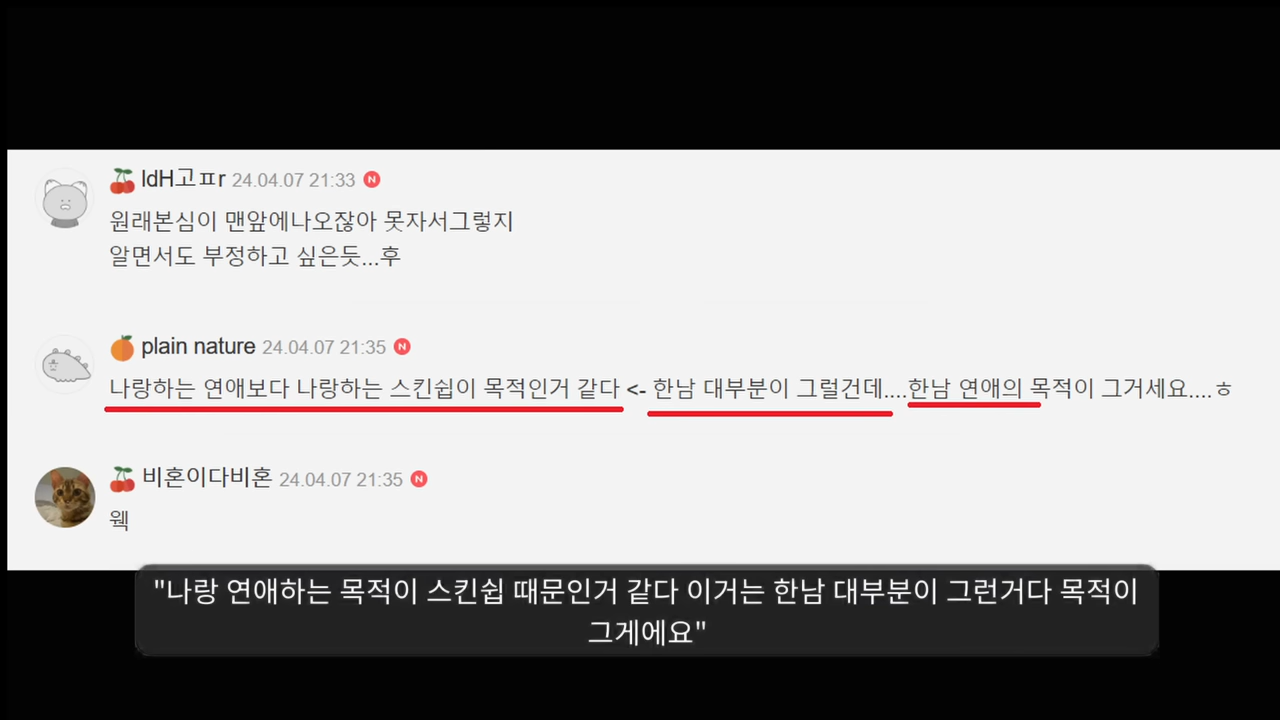 ldH고ㅍr 24.04.07 21:33 N
원래본심이 맨앞에나오잖아 못자서그렇지
알면서도 부정하고 싶은듯...후
plain nature 24.04.07 21:35 N
나랑하는 연애보다 나랑하는 스킨쉽이 목적인거 같다 <- 한남 대부분이 그럴건데....한남 연애의 목적이 그거세요....ㅎ
비혼이다비혼 24.04.07 21:35 N
웩
"나랑 연애하는 목적이 스킨쉽 때문인거 같다 이거는 한남 대부분이 그런거다 목적이
그게에요"